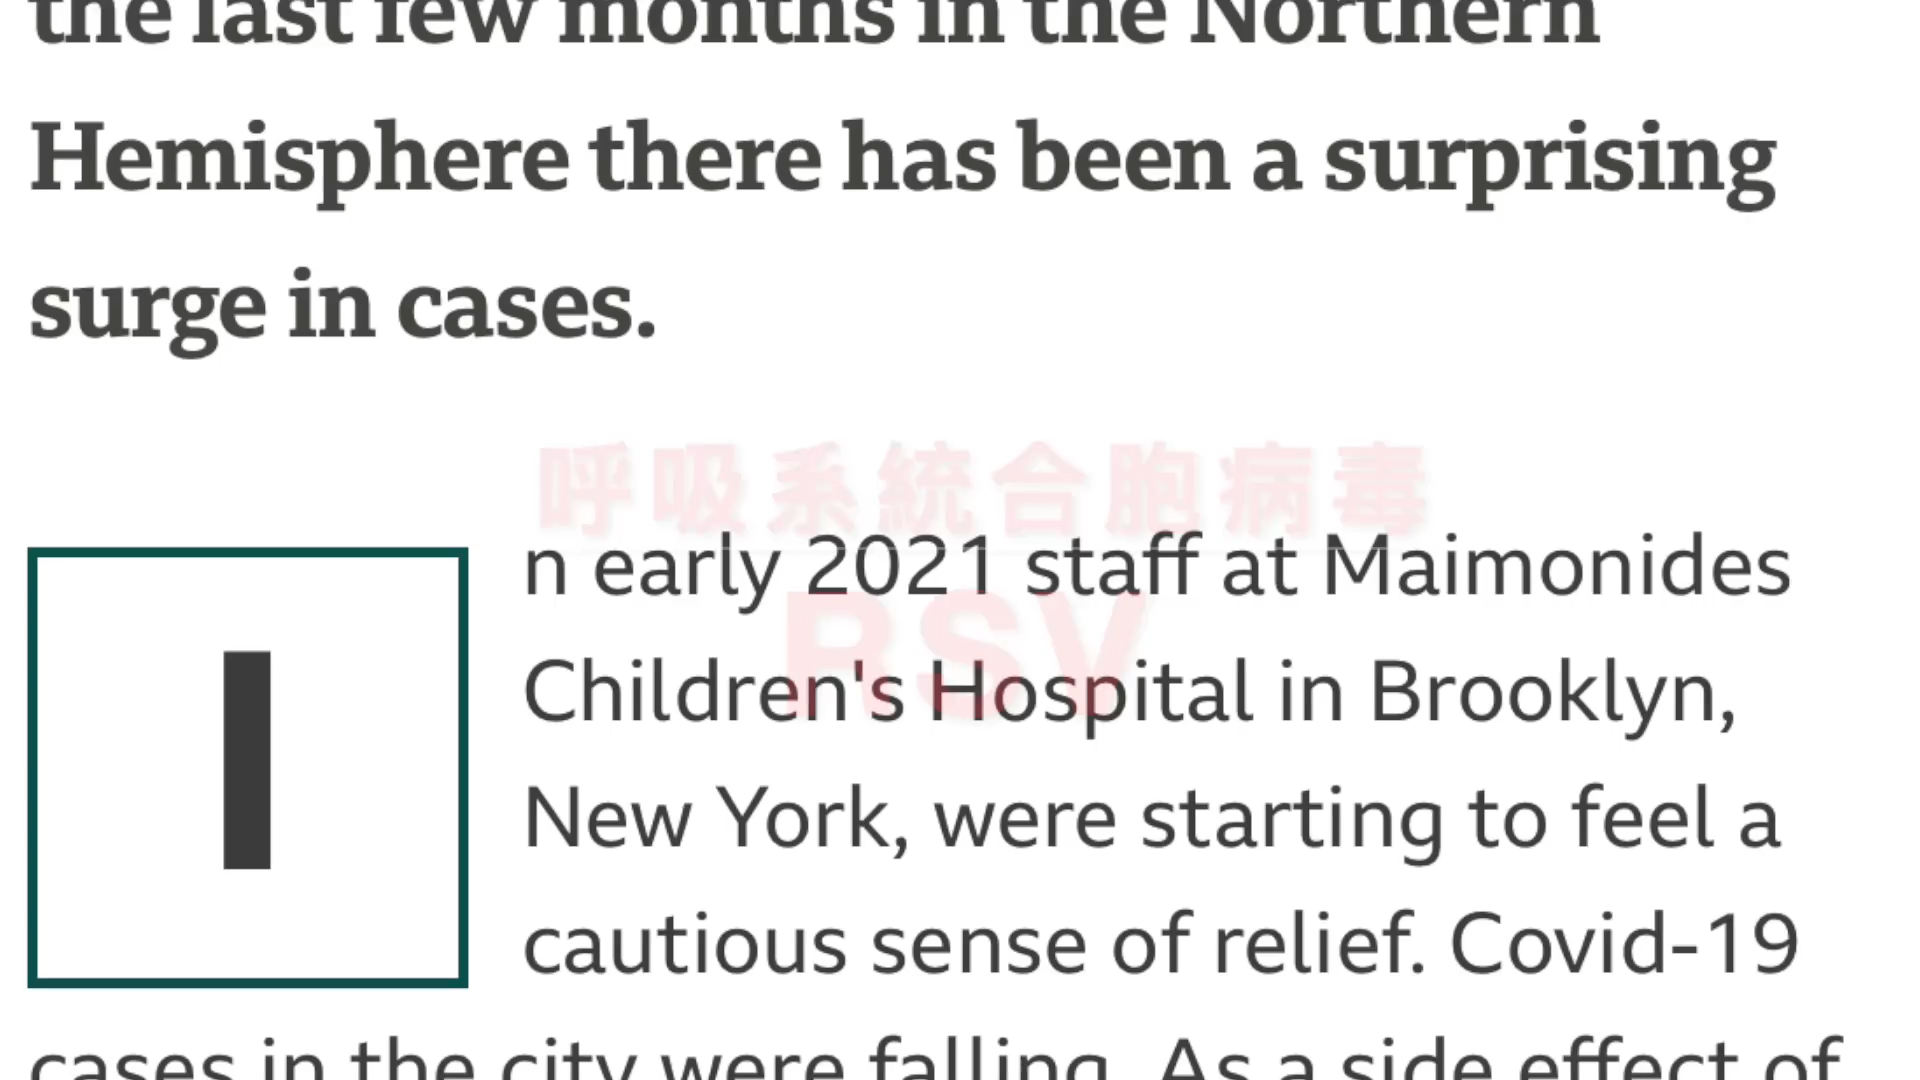 the last few months in the Northern
Hemisphere there has been a surprising
surge in cases.
呼吸系統合胞病毒
RSV
In early 2021 staff at Maimonides
Children's Hospital in Brooklyn,
New York, were starting to feel a
cautious sense of relief. Covid-19
cases in the city were falling. As a side effect of